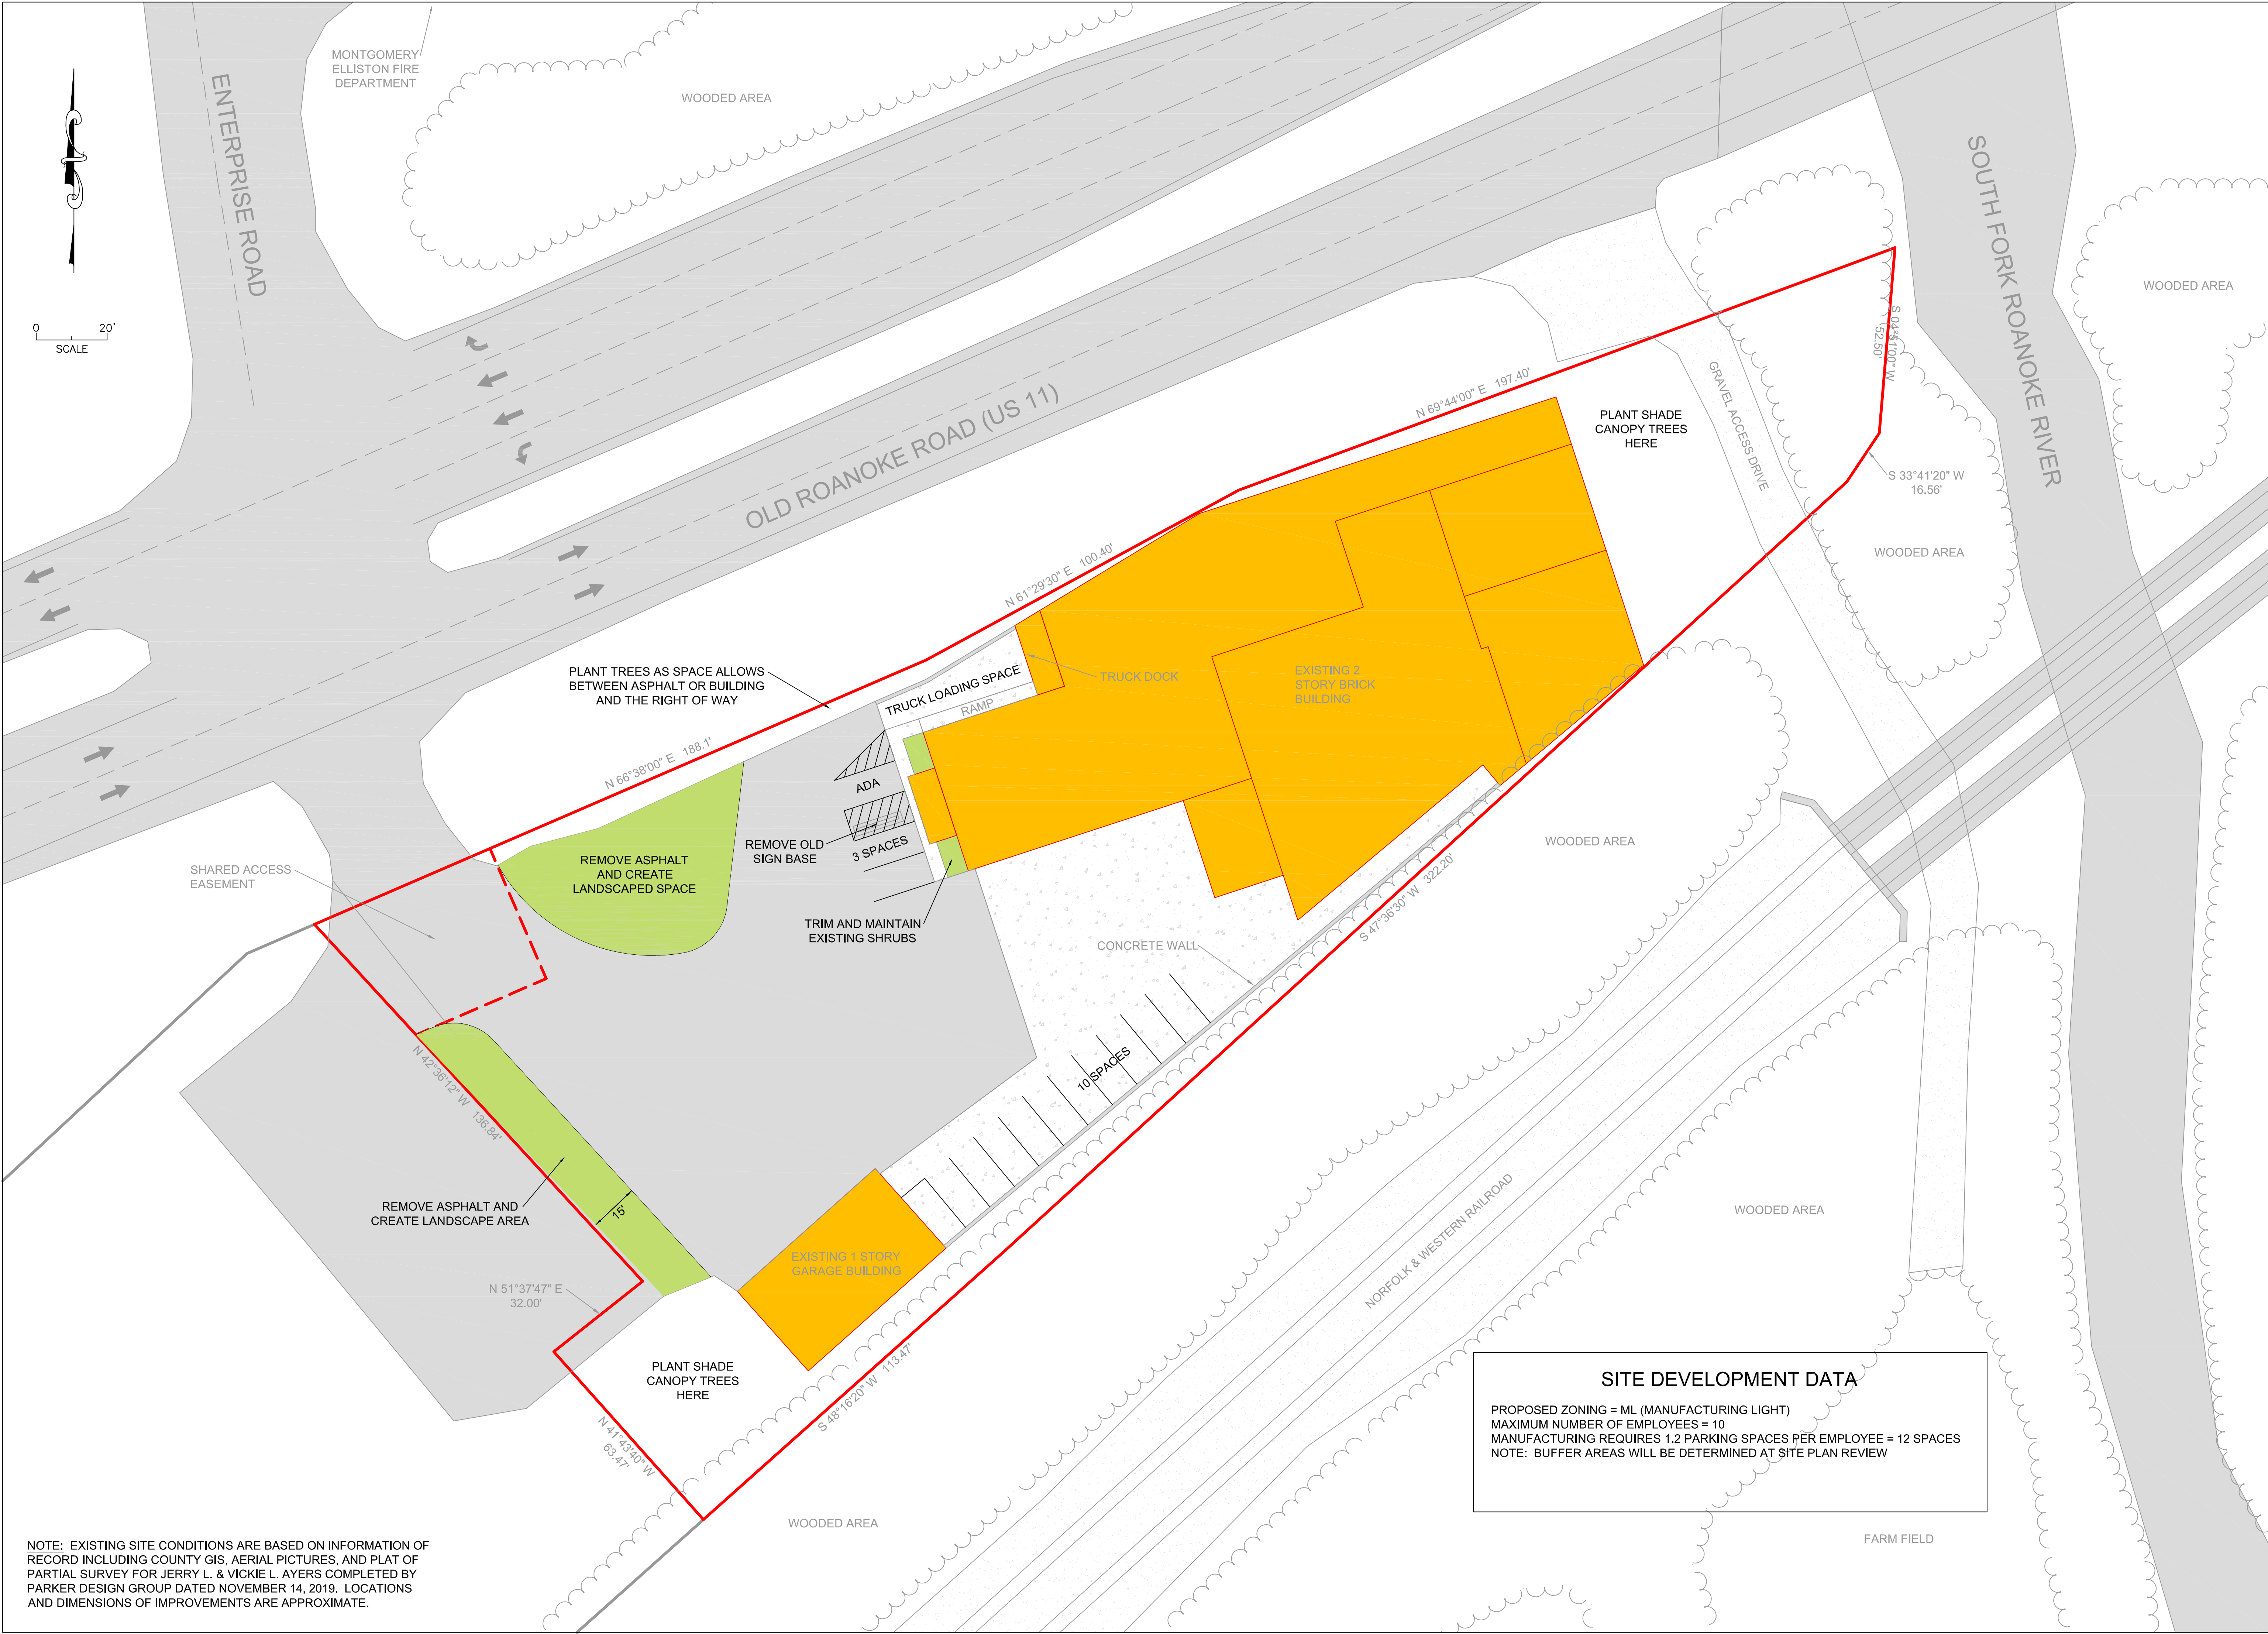 MONTGOMERY
ELLISTON FIRE
DEPARTMENT
WOODED AREA
ENTERPRISE ROAD
SOUTH FORK ROANOKE RIVER
WOODED AREA
0 20'
SCALE
OLD ROANOKE ROAD (US 11)
N 69°44'00" E 197.40'
S 04°51'00" W
52.50'
PLANT SHADE
CANOPY TREES
HERE
GRAVEL ACCESS DRIVE
S 33°41'20" W
16.56'
WOODED AREA
N 61°29'30" E 100.40'
PLANT TREES AS SPACE ALLOWS
BETWEEN ASPHALT OR BUILDING
AND THE RIGHT OF WAY
TRUCK LOADING SPACE
RAMP
TRUCK DOCK
EXISTING 2
STORY BRICK
BUILDING
N 66°38'00" E 188.1'
ADA
REMOVE OLD
SIGN BASE
3 SPACES
WOODED AREA
SHARED ACCESS
EASEMENT
REMOVE ASPHALT
AND CREATE
LANDSCAPED SPACE
TRIM AND MAINTAIN
EXISTING SHRUBS
CONCRETE WALL
S 47°36'30" W 322.20'
N 42°36'12" W 136.84'
10 SPACES
REMOVE ASPHALT AND
CREATE LANDSCAPE AREA
15'
EXISTING 1 STORY
GARAGE BUILDING
N 51°37'47" E
32.00'
NORFOLK & WESTERN RAILROAD
WOODED AREA
PLANT SHADE
CANOPY TREES
HERE
S 48°16'20" W 113.47'
N 41°43'40" W
63.47'
WOODED AREA
SITE DEVELOPMENT DATA
PROPOSED ZONING = ML (MANUFACTURING LIGHT)
MAXIMUM NUMBER OF EMPLOYEES = 10
MANUFACTURING REQUIRES 1.2 PARKING SPACES PER EMPLOYEE = 12 SPACES
NOTE: BUFFER AREAS WILL BE DETERMINED AT SITE PLAN REVIEW
FARM FIELD
NOTE: EXISTING SITE CONDITIONS ARE BASED ON INFORMATION OF
RECORD INCLUDING COUNTY GIS, AERIAL PICTURES, AND PLAT OF
PARTIAL SURVEY FOR JERRY L. & VICKIE L. AYERS COMPLETED BY
PARKER DESIGN GROUP DATED NOVEMBER 14, 2019. LOCATIONS
AND DIMENSIONS OF IMPROVEMENTS ARE APPROXIMATE.